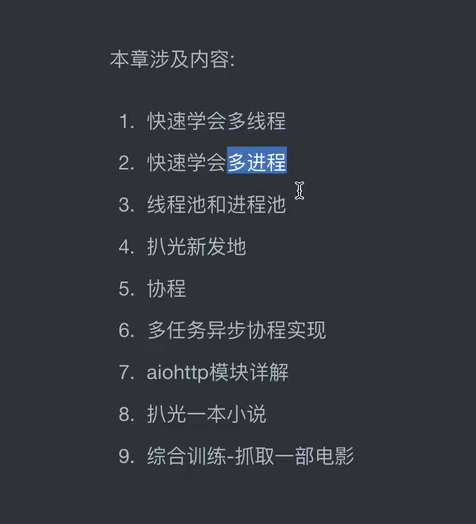 本章涉及内容:
1. 快速学会多线程
2. 快速学会多进程
3. 线程池和进程池
4. 扒光新发地
5. 协程
6. 多任务异步协程实现
7. aiohttp模块详解
8. 扒光一本小说
9. 综合训练-抓取一部电影